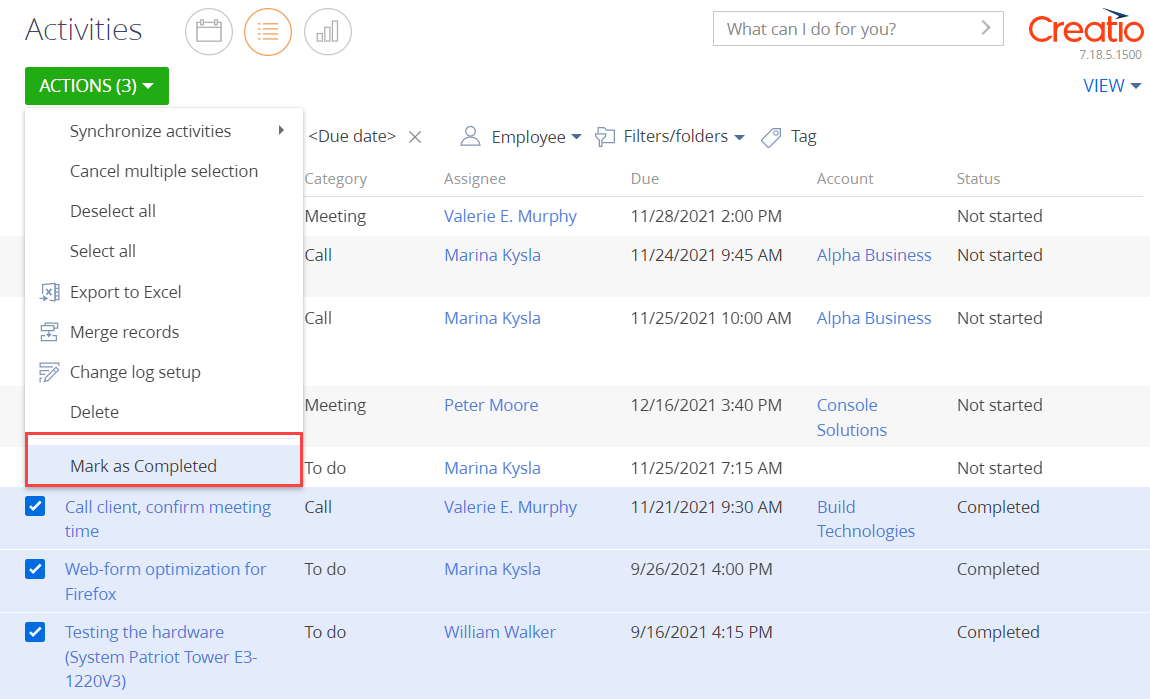 Activities
What can I do for you?
Creatio
7.18.5.1500
ACTIONS (3)
VIEW
Synchronize activities
Cancel multiple selection
Deselect all
Select all
Export to Excel
Merge records
Change log setup
Delete
Mark as Completed
<Due date>
Employee
Filters/folders
Tag
Category Assignee Due Account Status
Meeting Valerie E. Murphy 11/28/2021 2:00 PM Not started
Call Marina Kysla 11/24/2021 9:45 AM Alpha Business Not started
Call Marina Kysla 11/25/2021 10:00 AM Alpha Business Not started
Meeting Peter Moore 12/16/2021 3:40 PM Console Not started
Solutions
To do Marina Kysla 11/25/2021 7:15 AM Not started
Call client, confirm meeting Call Valerie E. Murphy 11/21/2021 9:30 AM Build Completed
time Technologies
Web-form optimization for To do Marina Kysla 9/26/2021 4:00 PM Completed
Firefox
Testing the hardware To do William Walker 9/16/2021 4:15 PM Completed
(System Patriot Tower E3-
1220V3)